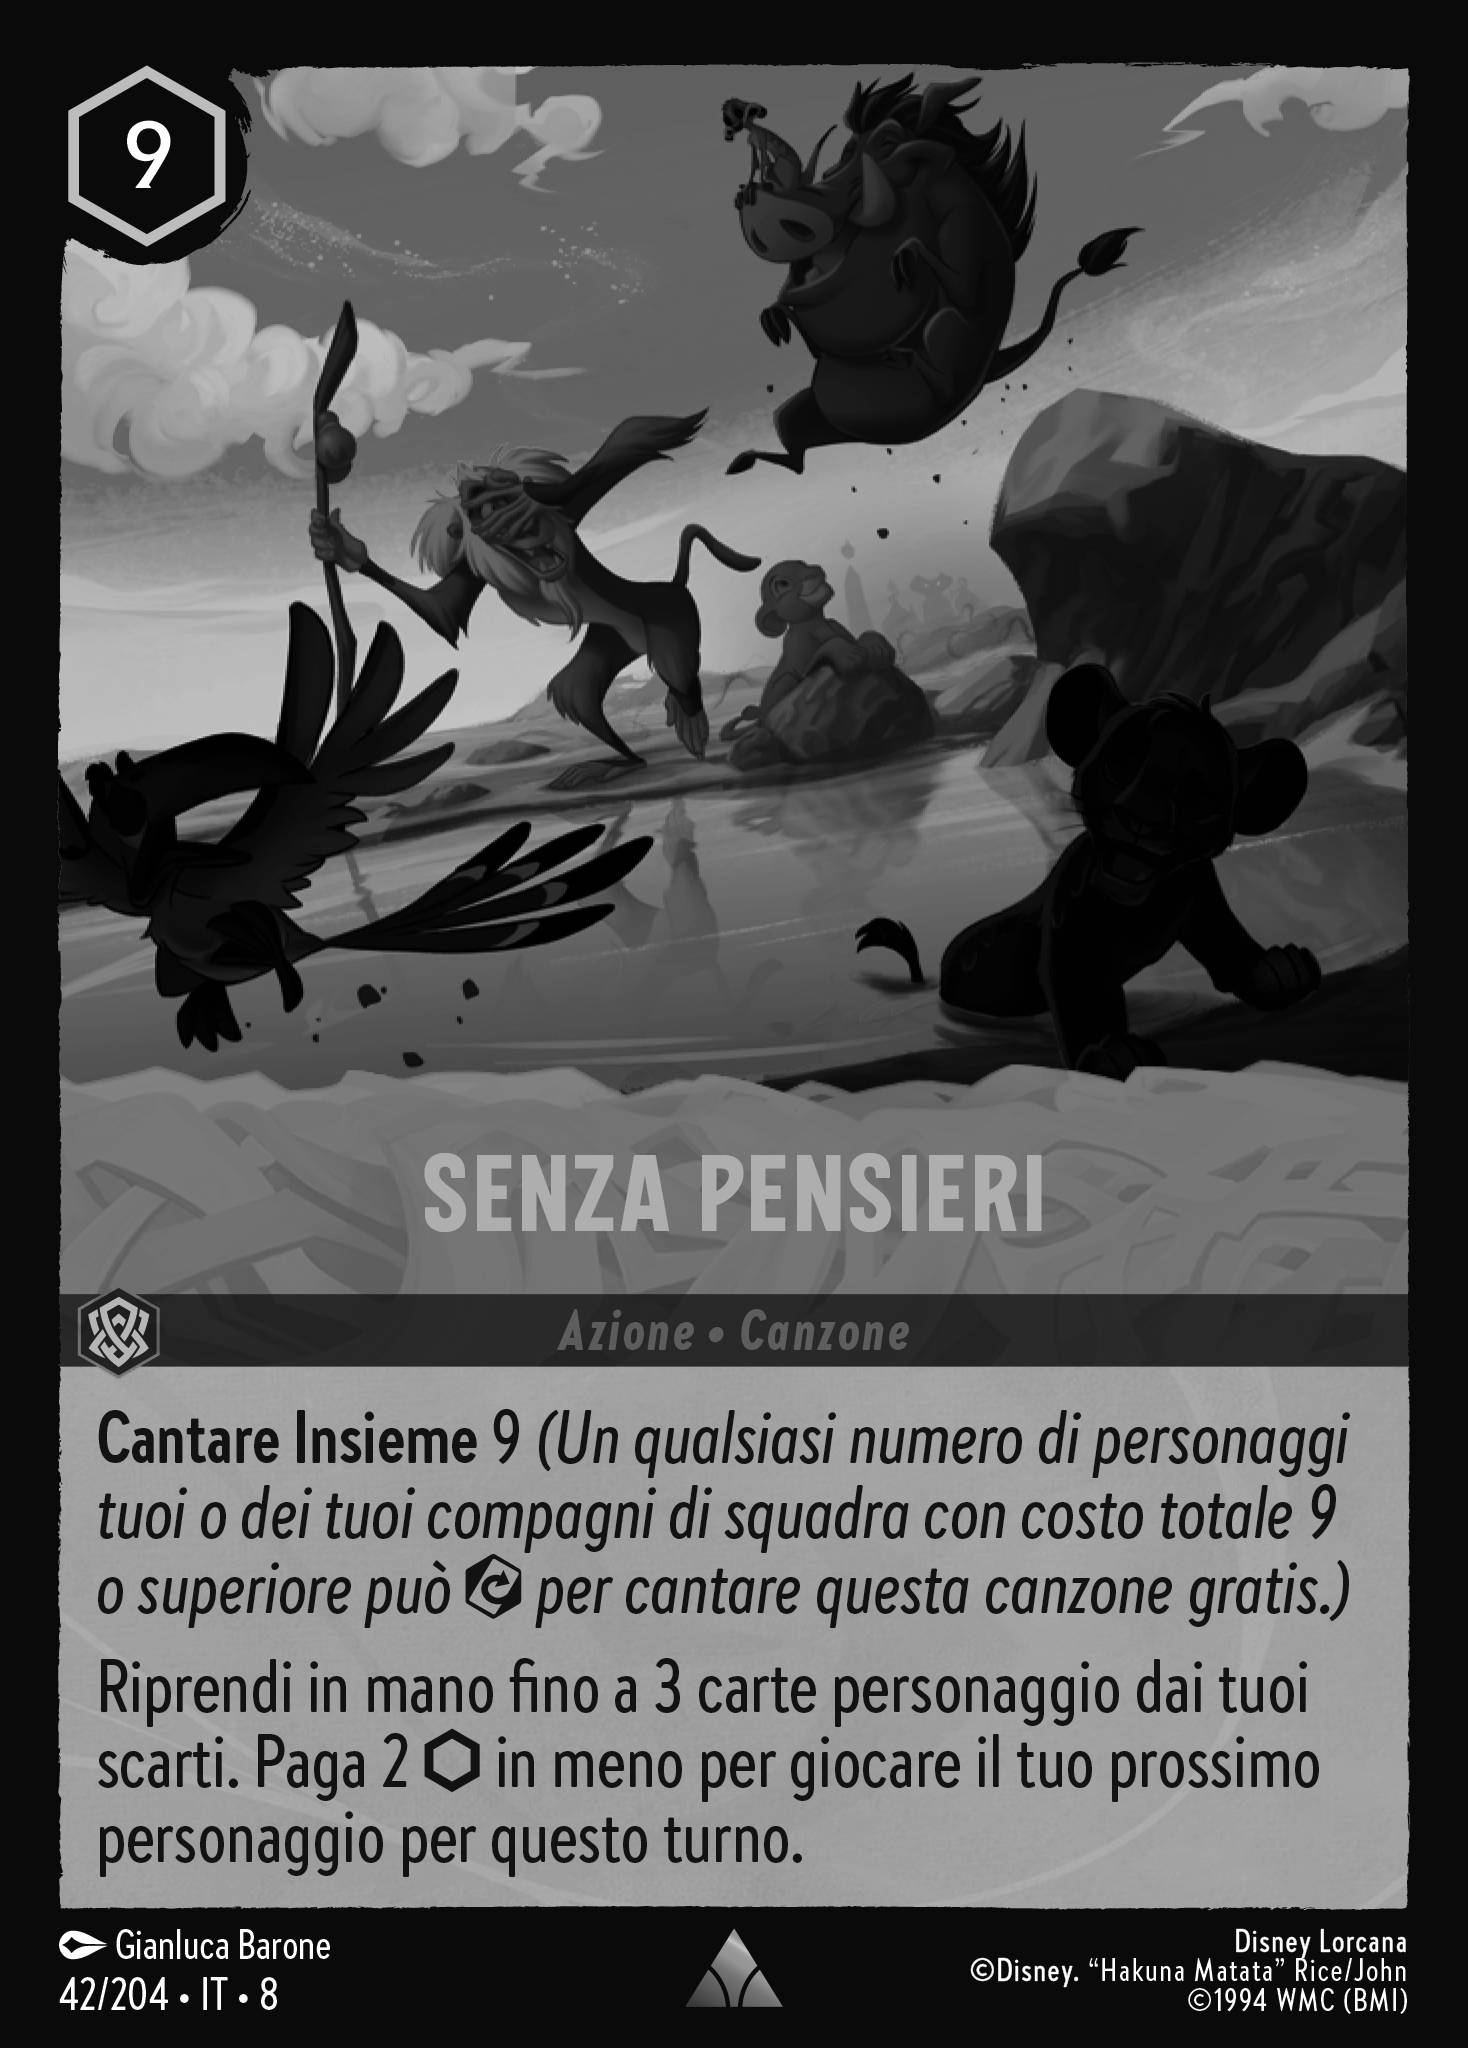 9
SENZA PENSIERI
Azione • Canzone
Cantare Insieme 9 (Un qualsiasi numero di personaggi
tuoi o dei tuoi compagni di squadra con costo totale 9
o superiore può per cantare questa canzone gratis.)
Riprendi in mano fino a 3 carte personaggio dai tuoi
scarti. Paga 2 in meno per giocare il tuo prossimo
personaggio per questo turno.
Gianluca Barone
42/204 • IT • 8
Disney Lorcana
©Disney. “Hakuna Matata” Rice/John
©1994 WMC (BMI)